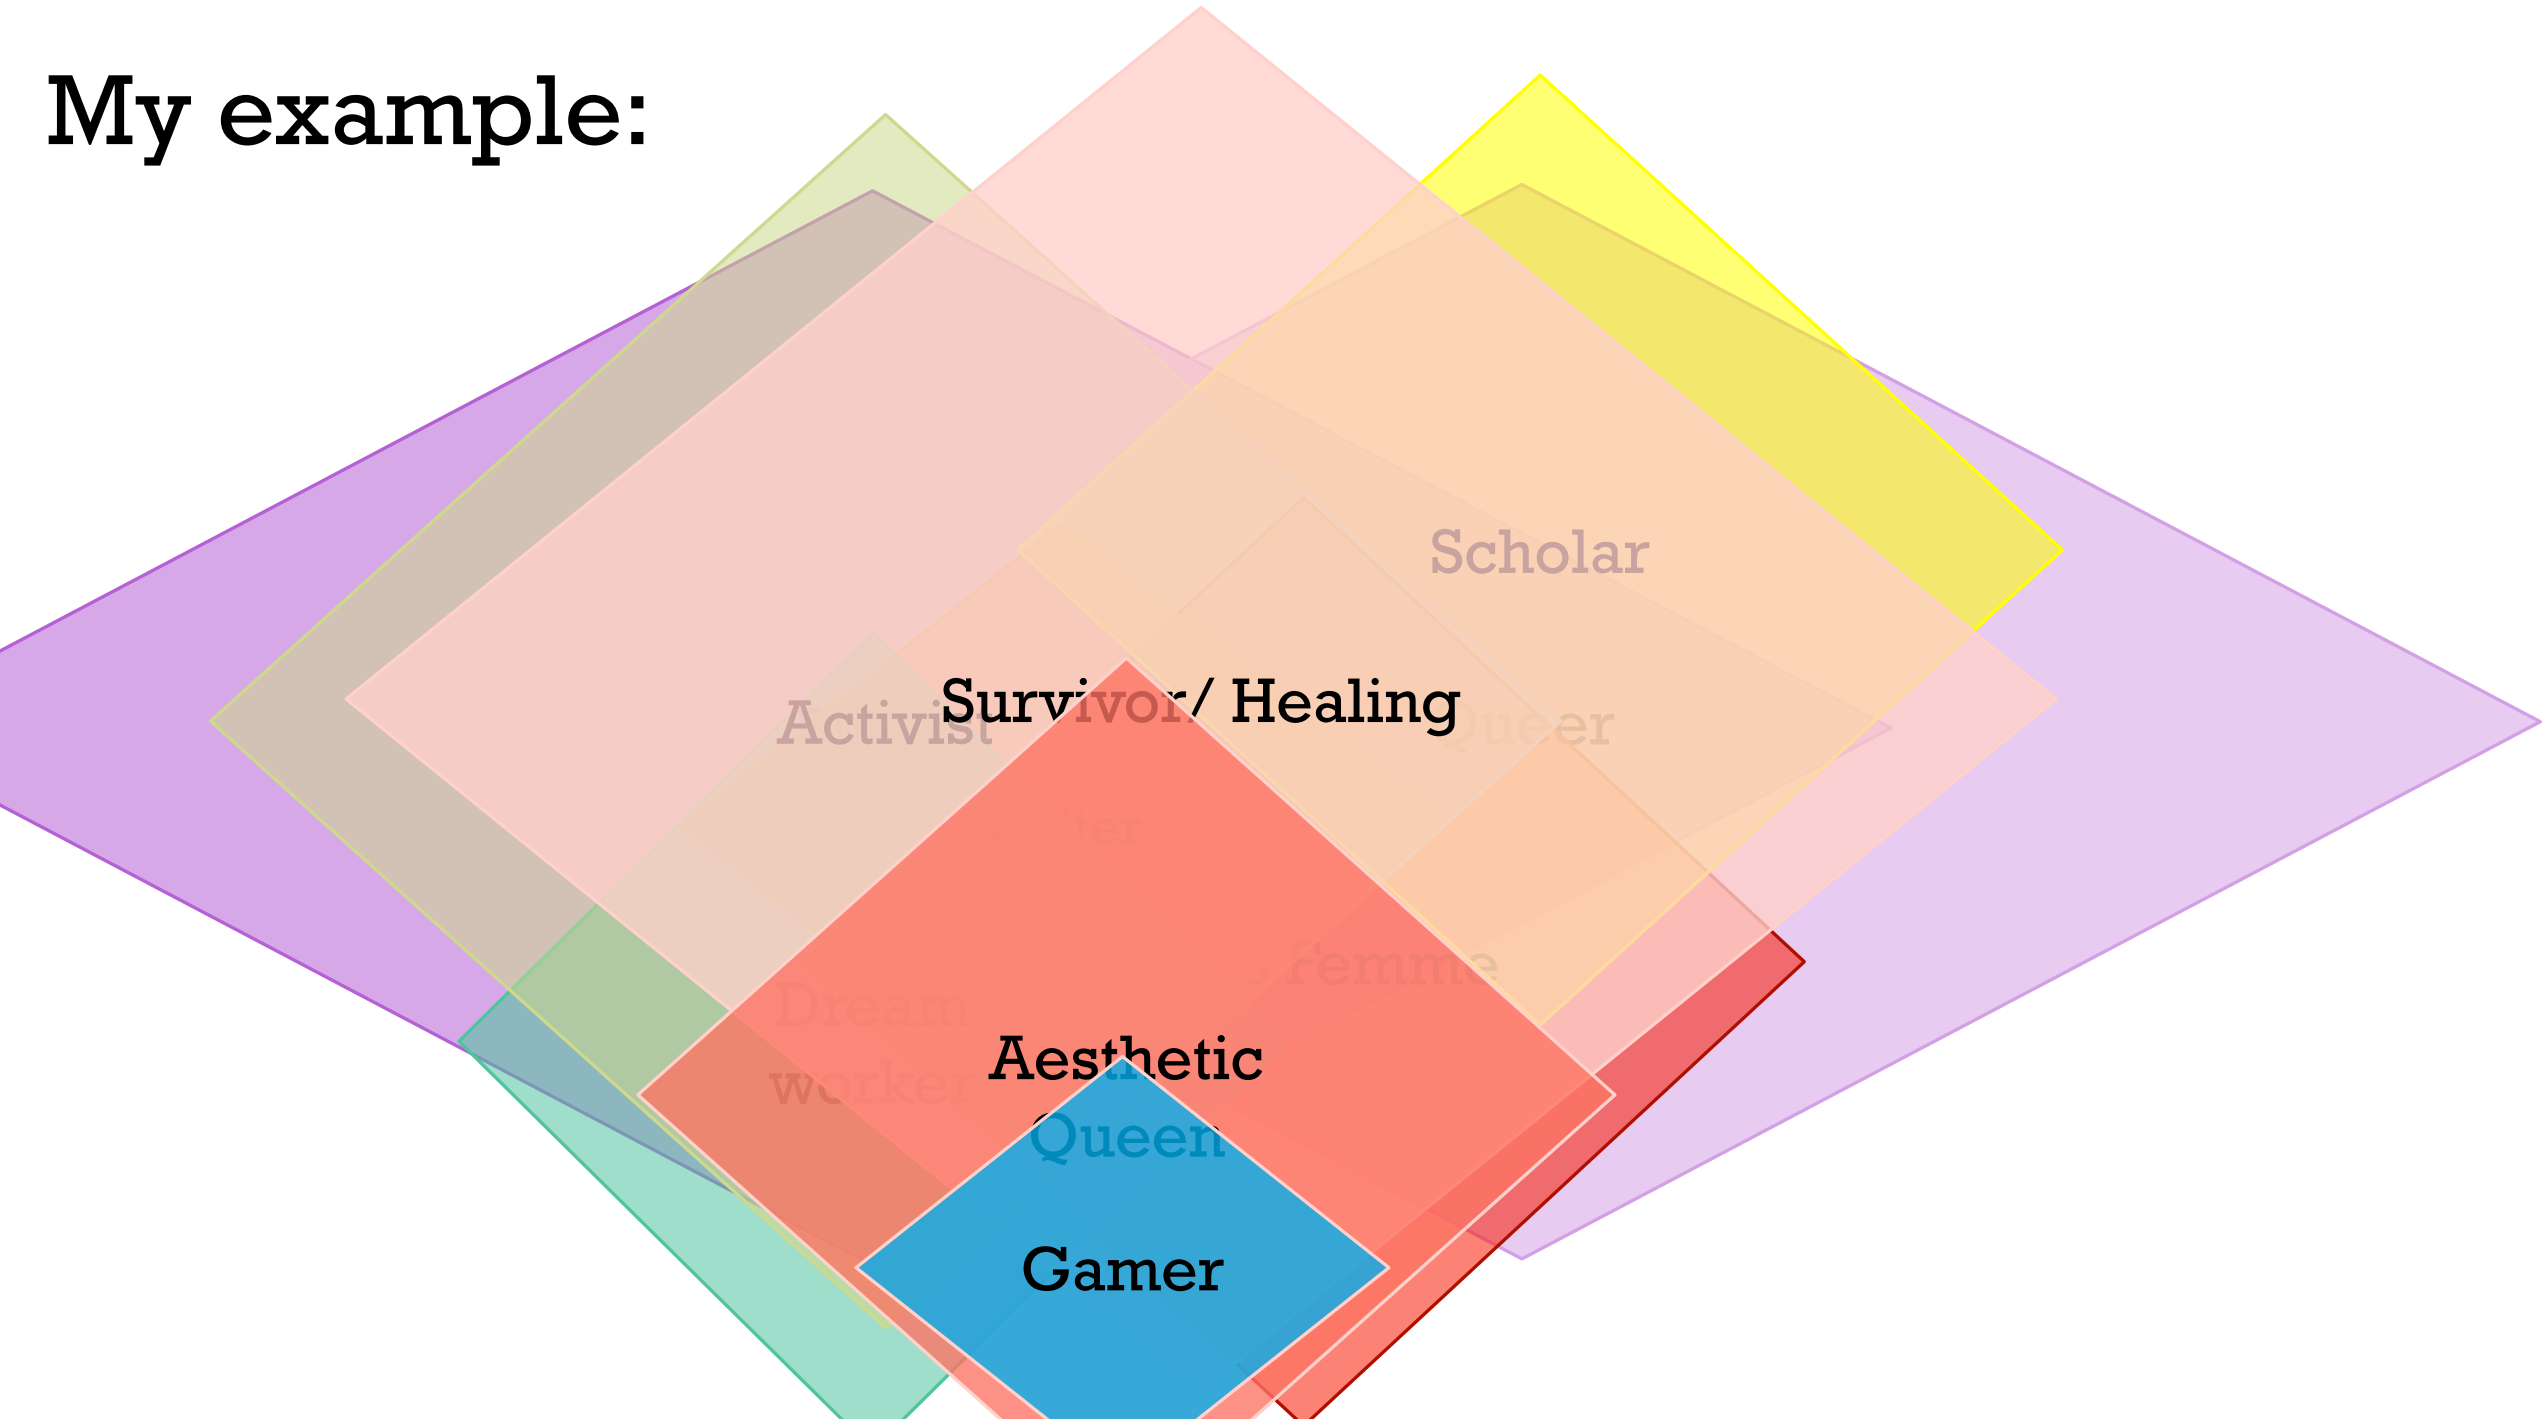 My example:
Scholar
Survivor/ Healing
Activist
Queer
Writer
Femme
Dream
worker
Aesthetic
Queen
Gamer